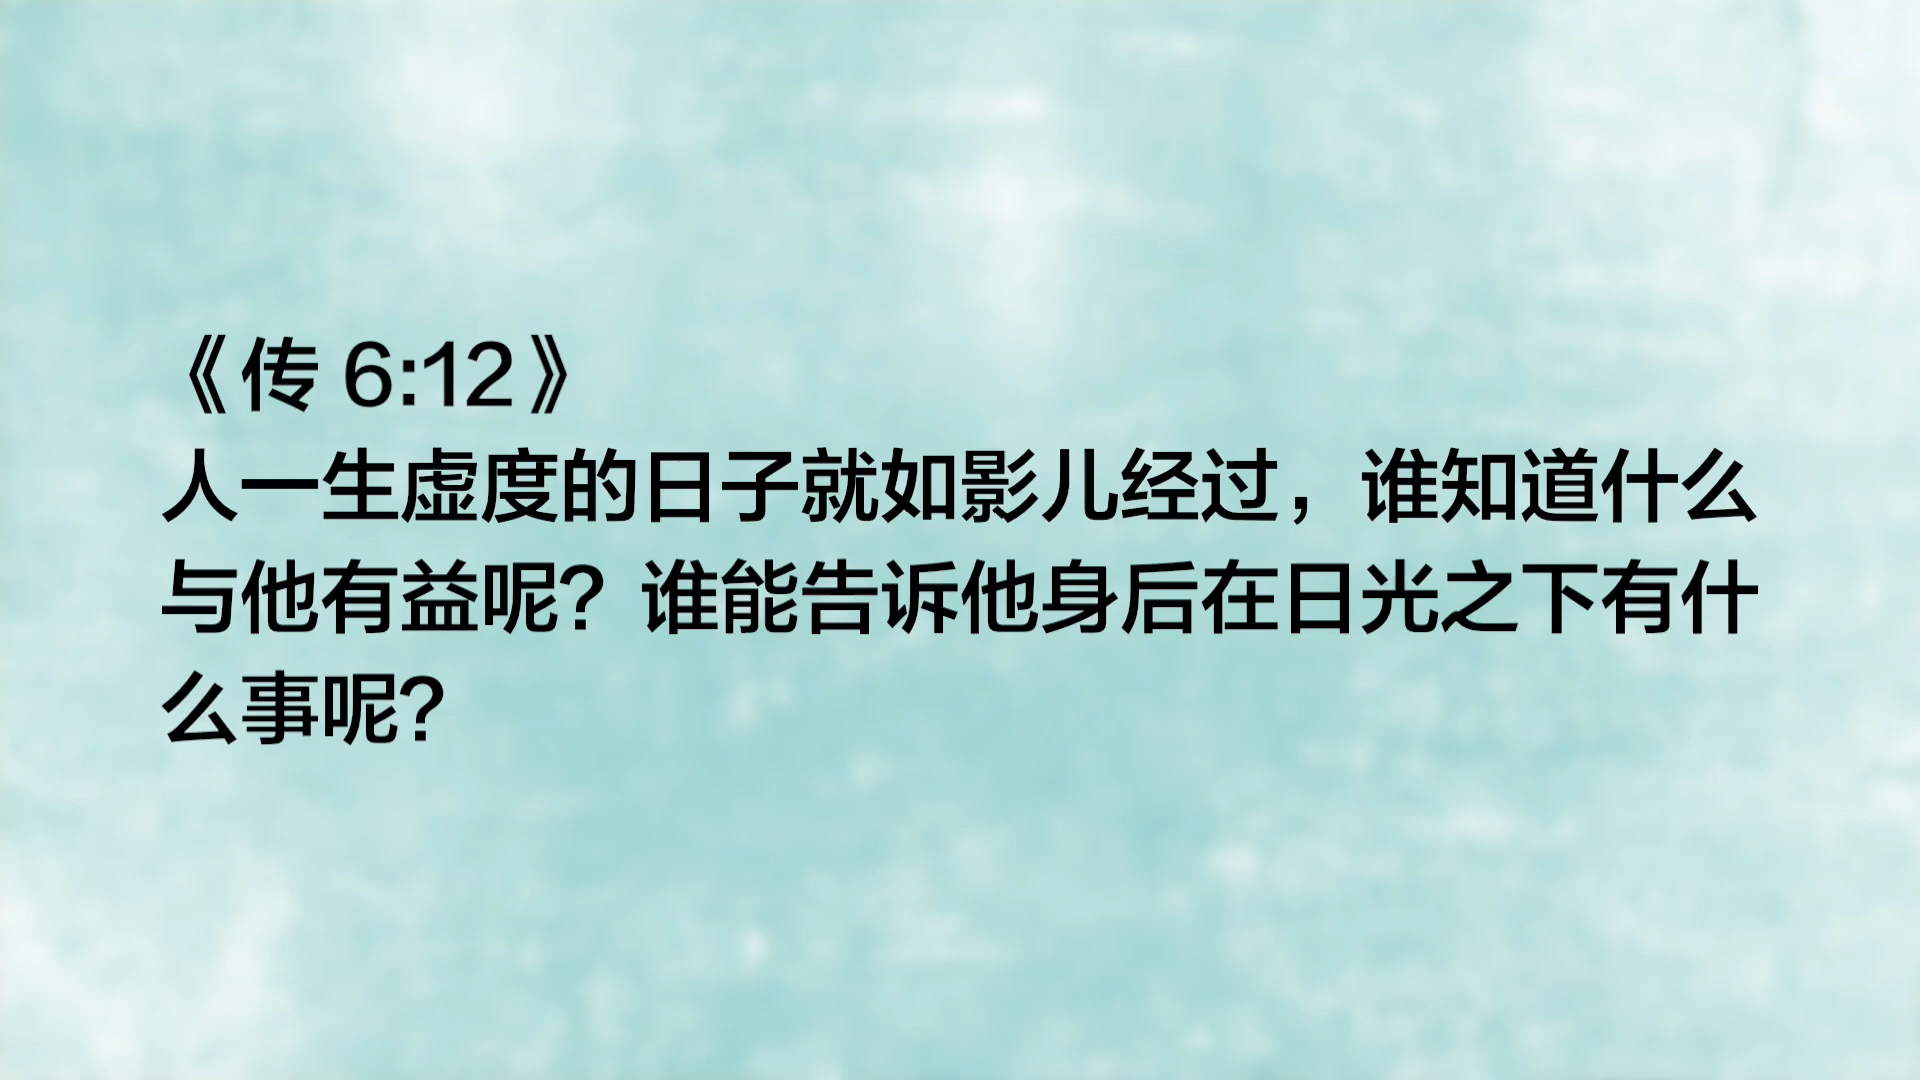 《传 6:12》
人一生虚度的日子就如影儿经过，谁知道什么
与他有益呢？谁能告诉他身后在日光之下有什
么事呢？